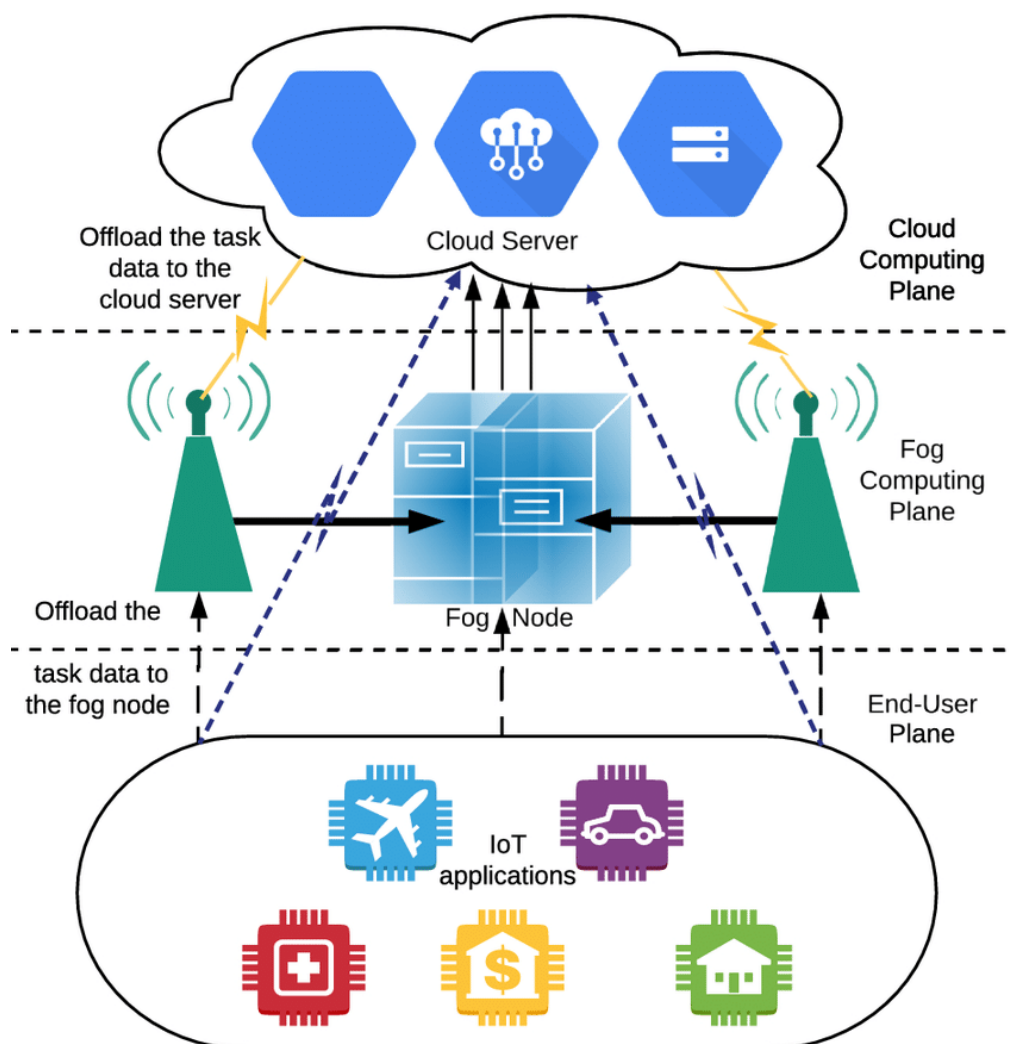 Cloud Server
Offload the task
data to the
cloud server
Cloud
Computing
Plane
Fog
Computing
Plane
Fog Node
Offload the
task data to
the fog node
End-User
Plane
IoT
applications
$